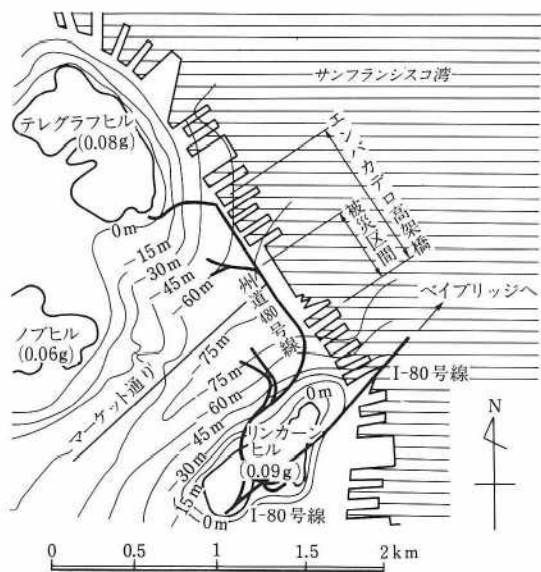 サンフランシスコ湾
テレグラフヒル
(0.08g)
エンバカデロ高架橋
被災区間
0m
-15m
-30m
-45m
-60m
州道480号線
ベイブリッジへ
75m
75m
ノブヒル
(0.06g)
マーケット通り
I-80号線
-60m
-45m
-30m
15m
0m
0m
リンカーン
ヒル
(0.09g)
I-80号線
N
0 0.5 1 1.5 2km